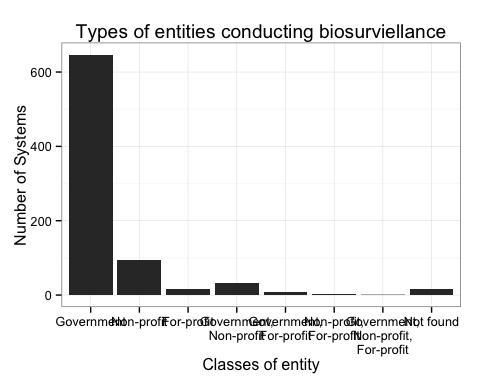 Types of entities conducting biosurviellance
Number of Systems
600
400
200
0
Government
Non-profit
For-profit
Government,
Non-profit
Government,
For-profit
Non-profit,
For-profit
Government,
Non-profit,
For-profit
Not found
Classes of entity